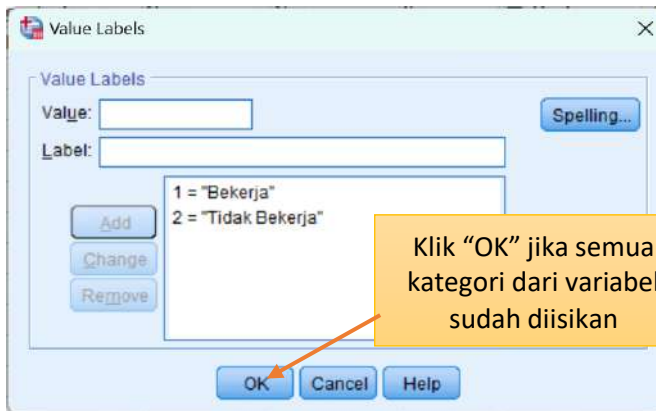 Value Labels
Value Labels
Value:
Spelling...
Label:
1 = "Bekerja"
2 = "Tidak Bekerja"
Add
Change
Remove
Klik “OK” jika semua
kategori dari variabel
sudah diisikan
OK
Cancel
Help